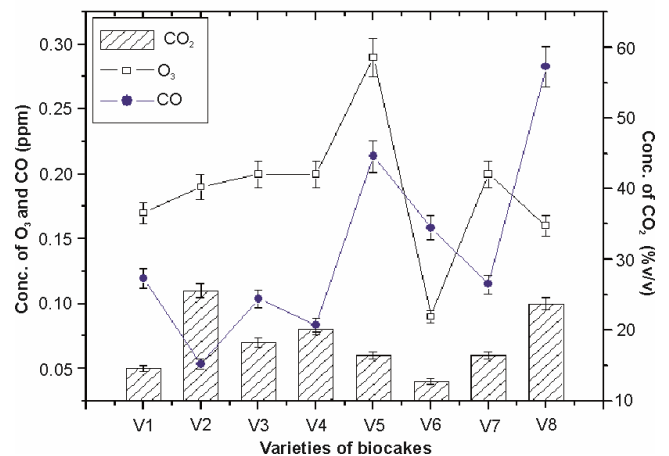 CO₂
O₃
CO
Conc. of O₃ and CO (ppm)
0.30
0.25
0.20
0.15
0.10
0.05
Conc. of CO₂ (%v/v)
60
50
40
30
20
10
V1 V2 V3 V4 V5 V6 V7 V8
Varieties of biocakes